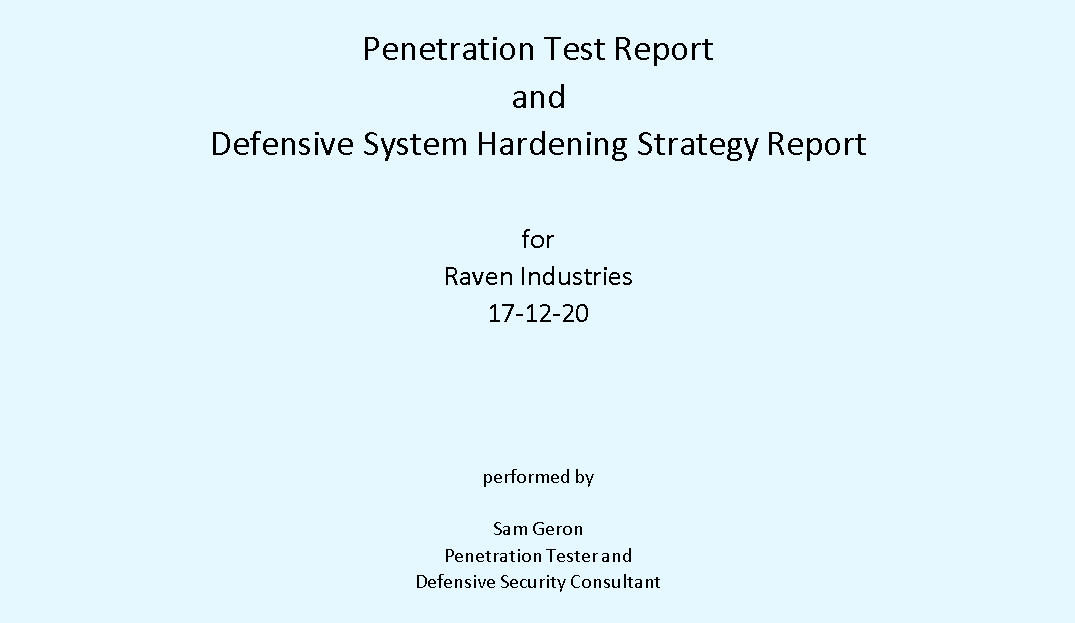 Penetration Test Report
and
Defensive System Hardening Strategy Report
for
Raven Industries
17-12-20
performed by
Sam Geron
Penetration Tester and
Defensive Security Consultant